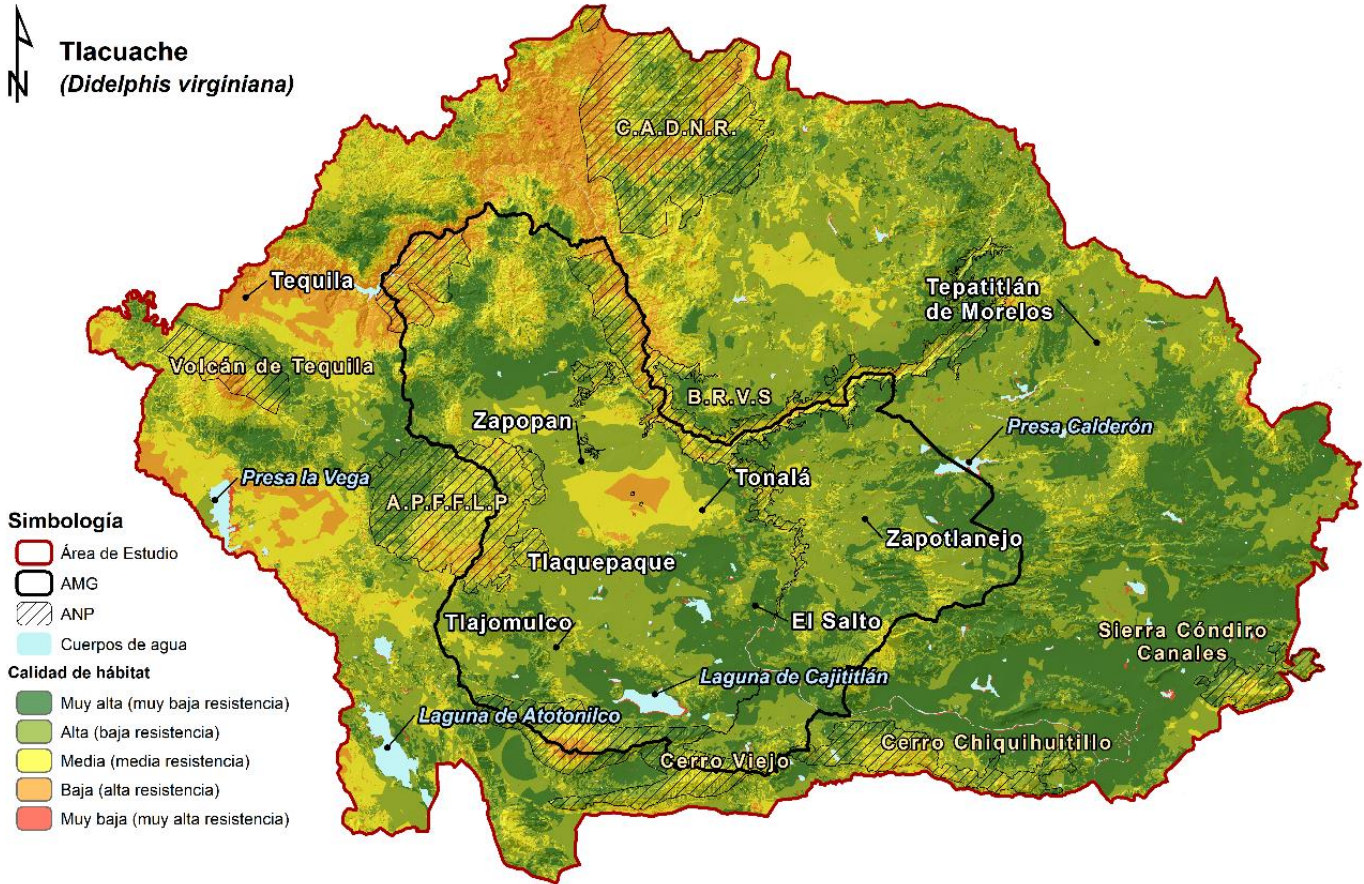 N
Tlacuache
(Didelphis virginiana)
C.A.D.N.R.
Tequila
Tepatitlán
de Morelos
Volcán de Tequila
B.R.V.S
Zapopan
Presa Calderón
Presa la Vega
Tonalá
A.P.F.F.L.P
Zapotlanejo
Tlaquepaque
El Salto
Tlajomulco
Sierra Cóndiro
Canales
Laguna de Cajititlán
Laguna de Atotonilco
Cerro Chiquihuitillo
Cerro Viejo
Simbología
Área de Estudio
AMG
ANP
Cuerpos de agua
Calidad de hábitat
Muy alta (muy baja resistencia)
Alta (baja resistencia)
Media (media resistencia)
Baja (alta resistencia)
Muy baja (muy alta resistencia)